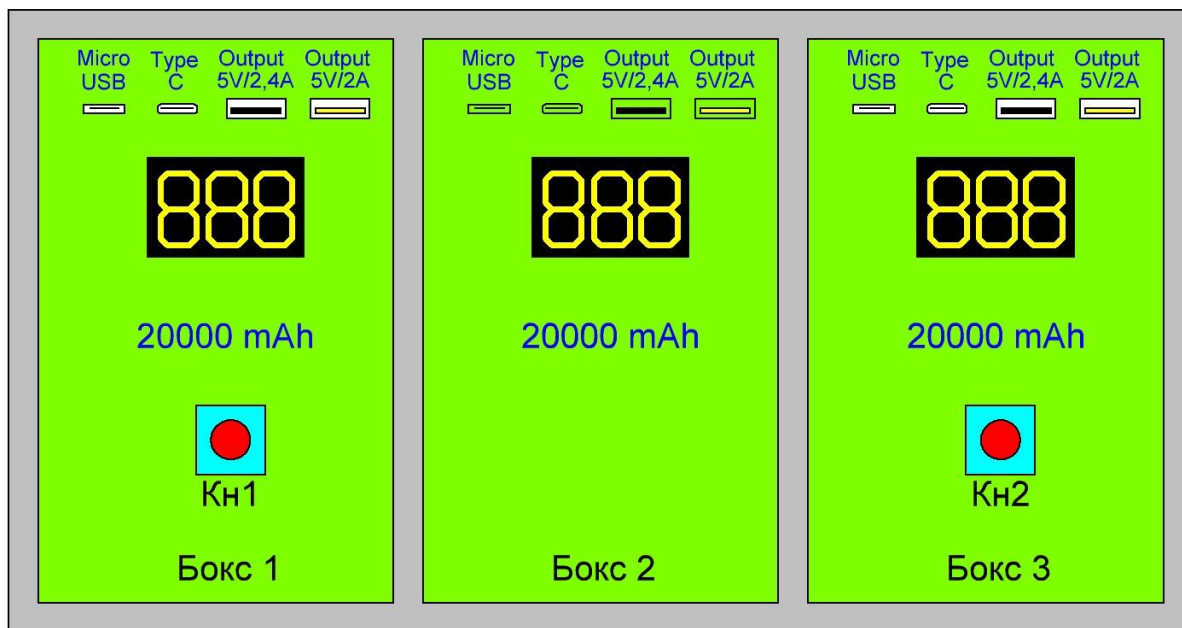 Micro USB
Type C
Output 5V/2,4A
Output 5V/2A
888
20000 mAh
Кн1
Бокс 1
Micro USB
Type C
Output 5V/2,4A
Output 5V/2A
888
20000 mAh
Бокс 2
Micro USB
Type C
Output 5V/2,4A
Output 5V/2A
888
20000 mAh
Кн2
Бокс 3